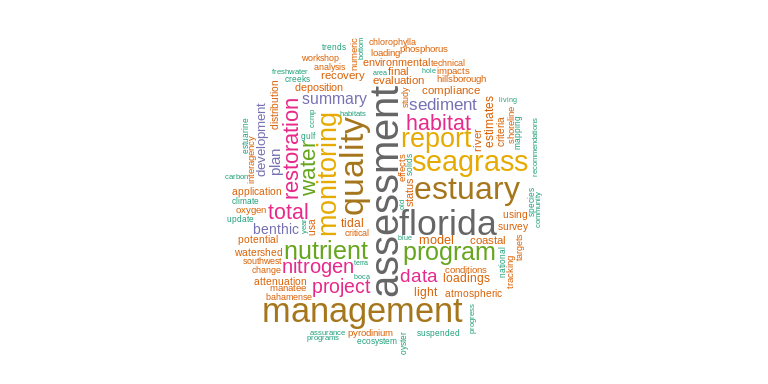 chlorophylla
trends
numeric
bottom
loading
phosphorus
workshop
environmental
technical
analysis
freshwater
recovery
area
final
hole
impacts
creeks
evaluation
hillsborough
deposition
compliance
distribution
summary
assessment
study
sediment
living
ccmp
habitats
development
restoration
monitoring
quality
habitat
estimates
shoreline
mapping
estuarine
report
river
criteria
recommendations
gulf
interagency
plan
water
effects
solids
seagrass
carbon
application
status
estuary
climate
old
species
community
oxygen
total
using
update
year
usa
tidal
florida
survey
benthic
critical
potential
blue
model
coastal
targets
watershed
nutrient
program
national
southwest
terra
change
nitrogen
boca
data
conditions
tracking
attenuation
loadings
manatee
project
light
atmospheric
bahamense
management
progress
assurance
pyrodinium
suspended
programs
ecosystem
oyster